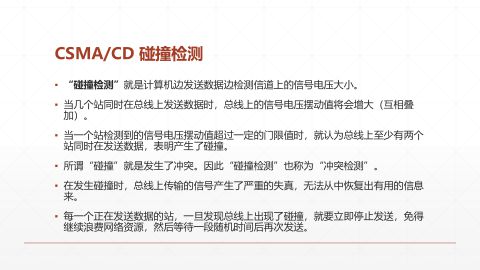 CSMA/CD 碰撞检测
▪ “碰撞检测”就是计算机边发送数据边检测信道上的信号电压大小。
▪ 当几个站同时在总线上发送数据时，总线上的信号电压摆动值将会增大（互相叠
加）。
▪ 当一个站检测到的信号电压摆动值超过一定的门限值时，就认为总线上至少有两个
站同时在发送数据，表明产生了碰撞。
▪ 所谓“碰撞”就是发生了冲突。因此“碰撞检测”也称为“冲突检测”。
▪ 在发生碰撞时，总线上传输的信号产生了严重的失真，无法从中恢复出有用的信息
来。
▪ 每一个正在发送数据的站，一旦发现总线上出现了碰撞，就要立即停止发送，免得
继续浪费网络资源，然后等待一段随机时间后再次发送。